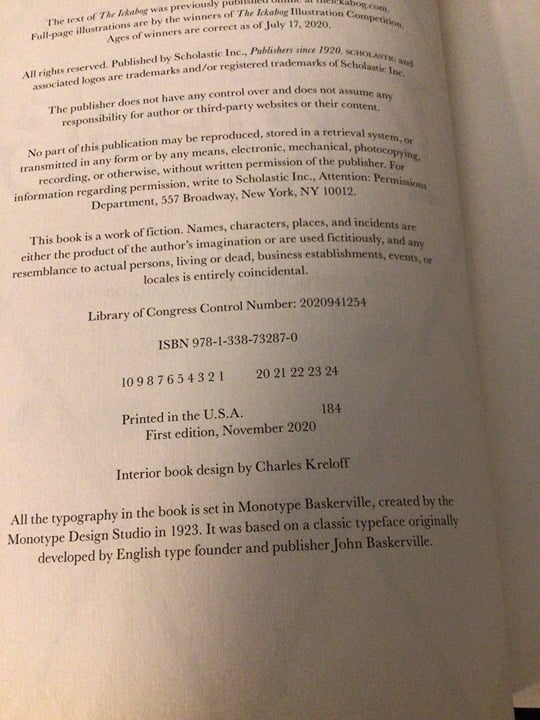 The text of The Ickabog was previously published online at theickabog.com.
Full-page illustrations are by the winners of The Ickabog Illustration Competition.
Ages of winners are correct as of July 17, 2020.
All rights reserved. Published by Scholastic Inc., Publishers since 1920. SCHOLASTIC and
associated logos are trademarks and/or registered trademarks of Scholastic Inc.
The publisher does not have any control over and does not assume any
responsibility for author or third-party websites or their content.
No part of this publication may be reproduced, stored in a retrieval system, or
transmitted in any form or by any means, electronic, mechanical, photocopying,
recording, or otherwise, without written permission of the publisher. For
information regarding permission, write to Scholastic Inc., Attention: Permissions
Department, 557 Broadway, New York, NY 10012.
This book is a work of fiction. Names, characters, places, and incidents are
either the product of the author's imagination or are used fictitiously, and any
resemblance to actual persons, living or dead, business establishments, events, or
locales is entirely coincidental.
Library of Congress Control Number: 2020941254
ISBN 978-1-338-73287-0
10 9 8 7 6 5 4 3 2 1 20 21 22 23 24
Printed in the U.S.A. 184
First edition, November 2020
Interior book design by Charles Kreloff
All the typography in the book is set in Monotype Baskerville, created by the
Monotype Design Studio in 1923. It was based on a classic typeface originally
developed by English type founder and publisher John Baskerville.